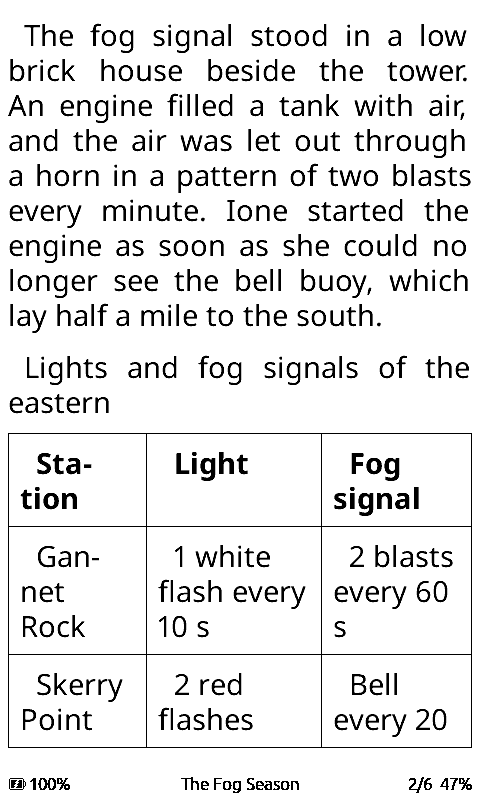 The fog signal stood in a low
brick house beside the tower.
An engine filled a tank with air,
and the air was let out through
a horn in a pattern of two blasts
every minute. Ione started the
engine as soon as she could no
longer see the bell buoy, which
lay half a mile to the south.
Lights and fog signals of the
eastern
Sta-
tion
Light
Fog
signal
Gan-
net
Rock
1 white
flash every
10 s
2 blasts
every 60
s
Skerry
Point
2 red
flashes
Bell
every 20
100%
The Fog Season
2/6 47%